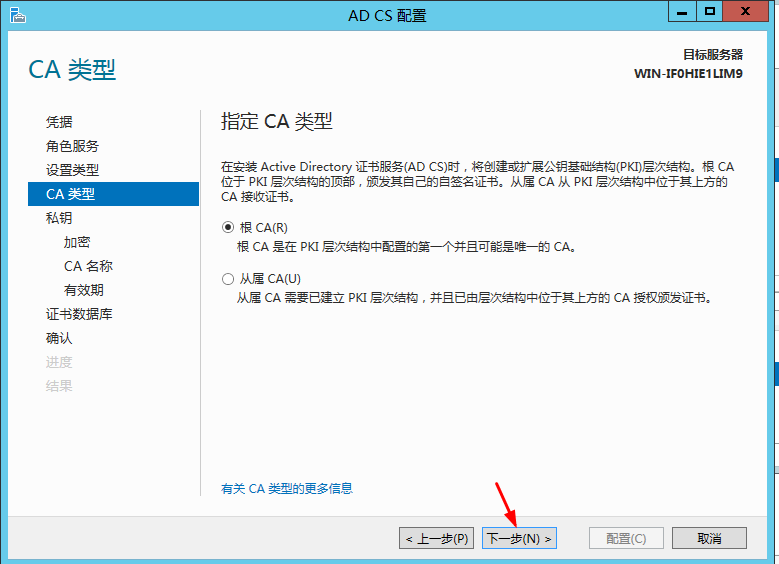 AD CS 配置
CA 类型
目标服务器
WIN-IF0HIE1LIM9
凭据
角色服务
设置类型
CA 类型
私钥
加密
CA 名称
有效期
证书数据库
确认
进度
结果
指定 CA 类型
在安装 Active Directory 证书服务(AD CS)时，将创建或扩展公钥基础结构(PKI)层次结构。根 CA
位于 PKI 层次结构的顶部，颁发其自己的自签名证书。从属 CA 从 PKI 层次结构中位于其上方的
CA 接收证书。
根 CA(R)
根 CA 是在 PKI 层次结构中配置的第一个并且可能是唯一的 CA。
从属 CA(U)
从属 CA 需要已建立 PKI 层次结构，并且已由层次结构中位于其上方的 CA 授权颁发证书。
有关 CA 类型的更多信息
< 上一步(P)
下一步(N) >
配置(C)
取消